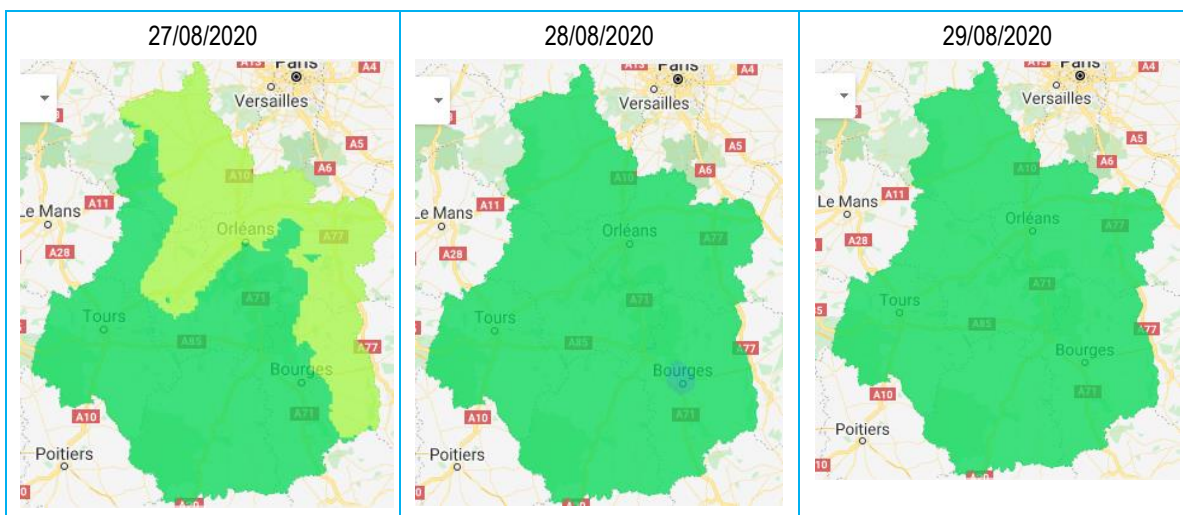 27/08/2020
28/08/2020
29/08/2020
A13
Paris
A4
Versailles
A5
A6
A10
A11
Le Mans
Orléans
A77
A28
A71
Tours
A85
A77
Bourges
A10
A71
Poitiers
Paris
A4
Versailles
A5
A6
A10
A11
Le Mans
Orléans
A77
A28
A71
Tours
A85
A77
Bourges
A10
A71
Poitiers
A13
Paris
A4
Versailles
A5
A6
A10
A11
Le Mans
Orléans
A77
A28
A71
Tours
A85
A77
Bourges
A10
A71
Poitiers